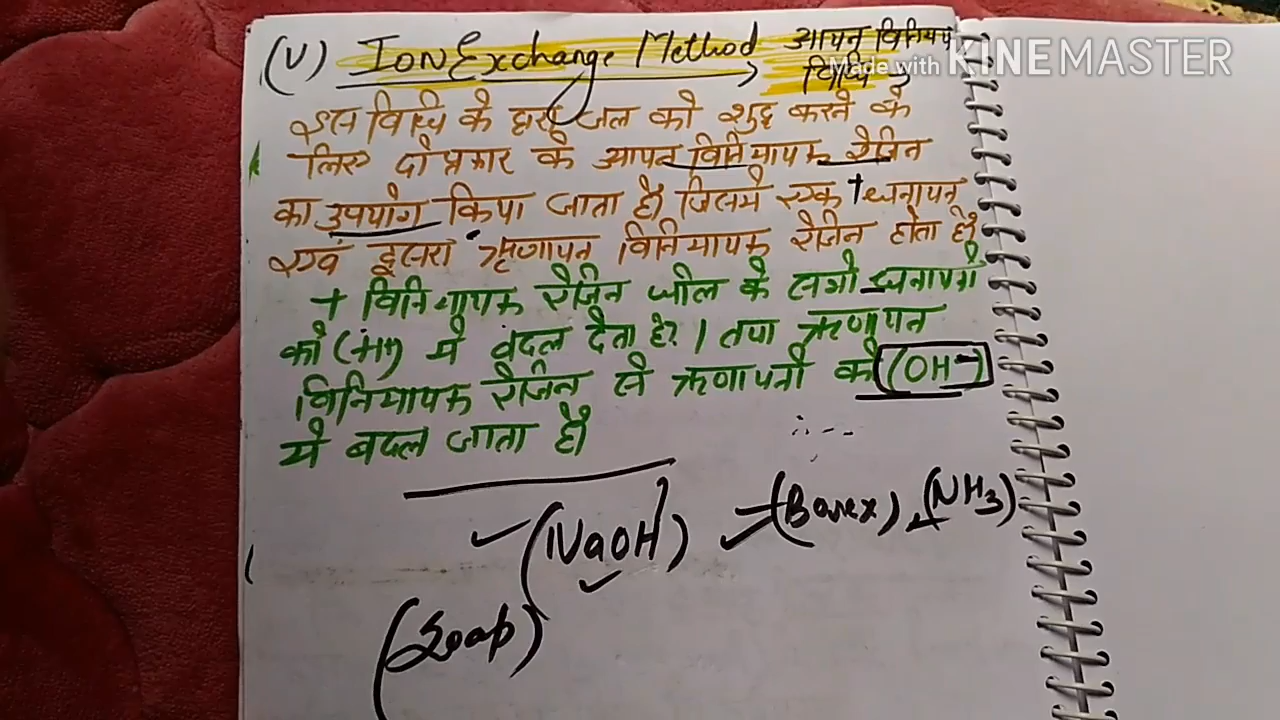 (V) Ion Exchange Method आयन विनिमय
विधि
Made with KINEMASTER
इस विधि के द्वारा जल को शुद्ध करने के
लिए दो प्रकार के आयन विनिमायक रेजिन
का उपयोग किया जाता है। जिसमे एक + धनायन
एवं दूसरा ऋणायन विनिमायक रेजिन होता है।
+ विनिमायक रेजिन घोल के सभी धनायनो
को (H+) मे बदल देता है? । तथा ऋणायन
विनिमायक रेजिन से ऋणायनो को (OH-)
मे बदल जाता है।
(NaOH) (Borex), (NH3)
(Soap)